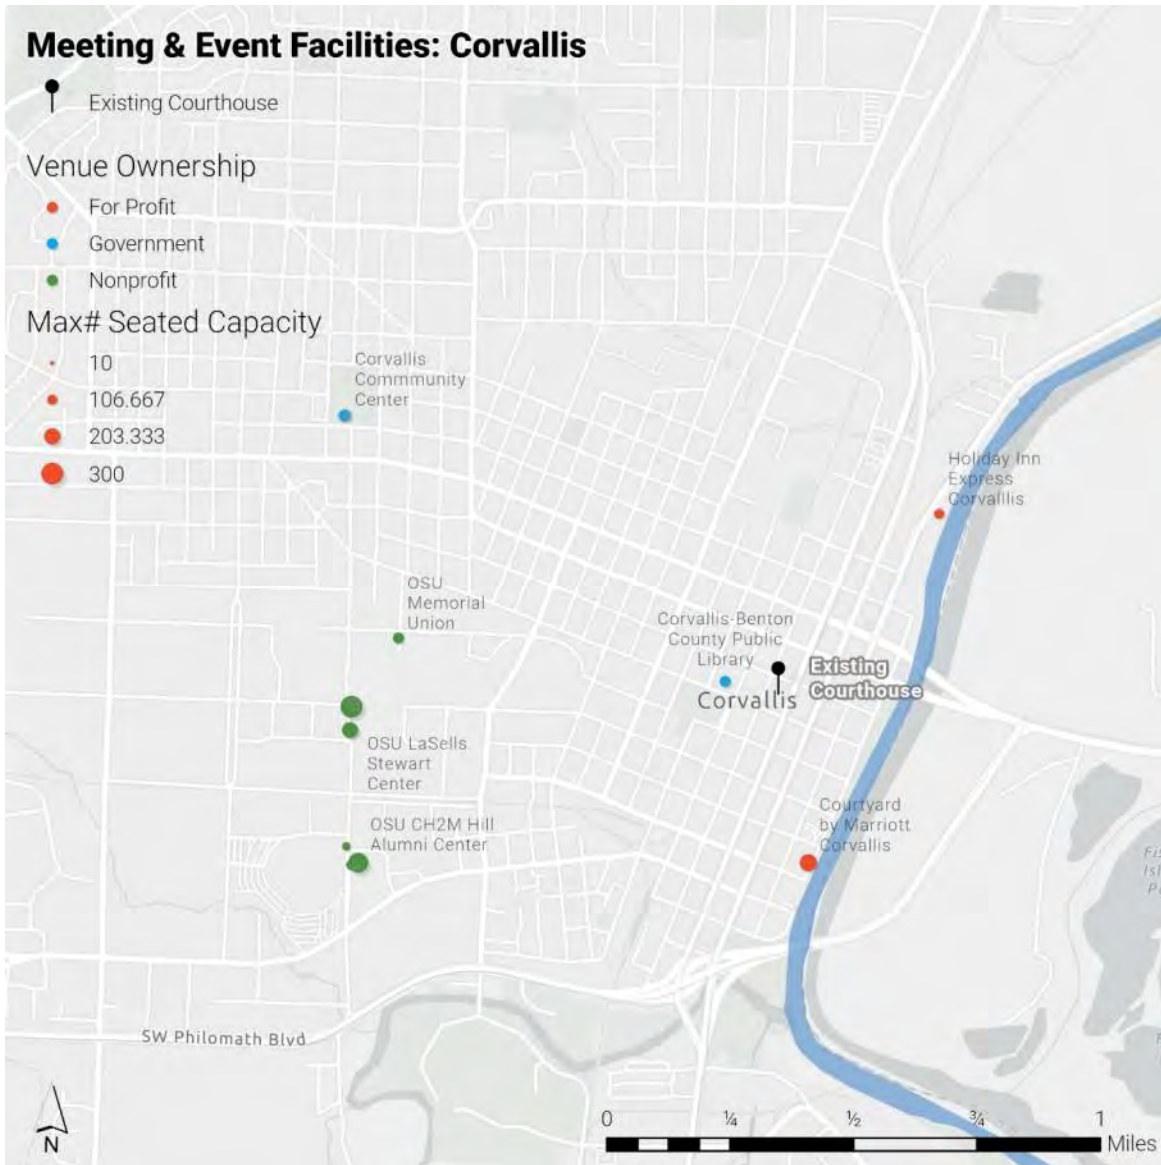 Meeting & Event Facilities: Corvallis
Existing Courthouse
Venue Ownership
For Profit
Government
Nonprofit
Max# Seated Capacity
10
106.667
203.333
300
Corvallis
Commmunity
Center
Holiday Inn
Express
Corvalllis
OSU
Memorial
Union
Corvallis-Benton
County Public
Library
Existing
Courthouse
Corvallis
OSU LaSells
Stewart
Center
OSU CH2M Hill
Alumni Center
Courtyard
by Marriott
Corvallis
SW Philomath Blvd
N
0 ¼ ½ ¾ 1
Miles